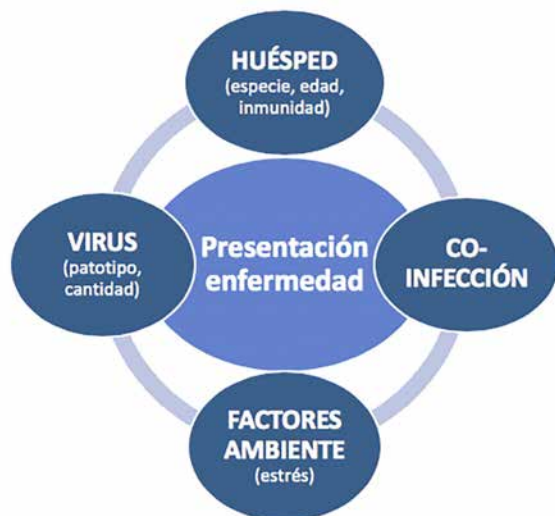 HUÉSPED
(especie, edad,
inmunidad)
VIRUS
(patotipo,
cantidad)
Presentación
enfermedad
CO-
INFECCIÓN
FACTORES
AMBIENTE
(estrés)